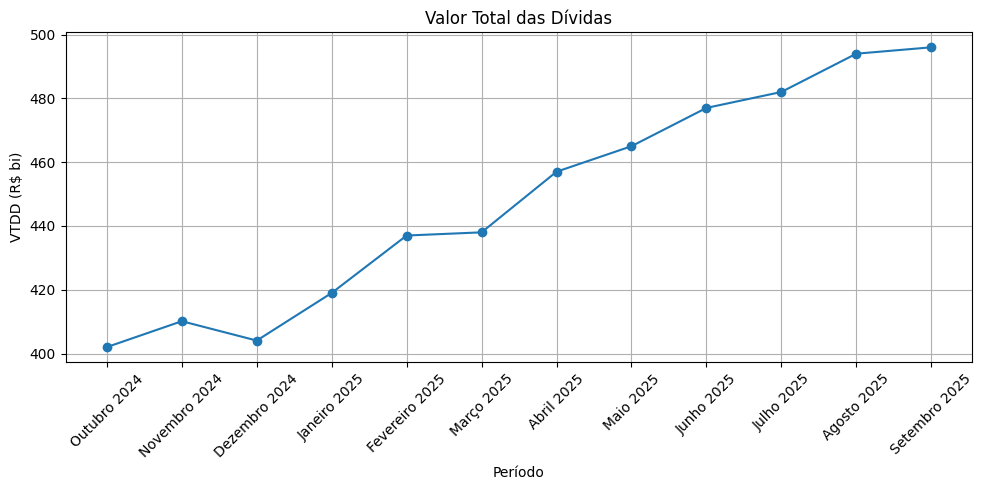 Valor Total das Dívidas
VTDD (R$ bi)
500
480
460
440
420
400
Outubro 2024
Novembro 2024
Dezembro 2024
Janeiro 2025
Fevereiro 2025
Março 2025
Abril 2025
Maio 2025
Junho 2025
Julho 2025
Agosto 2025
Setembro 2025
Período